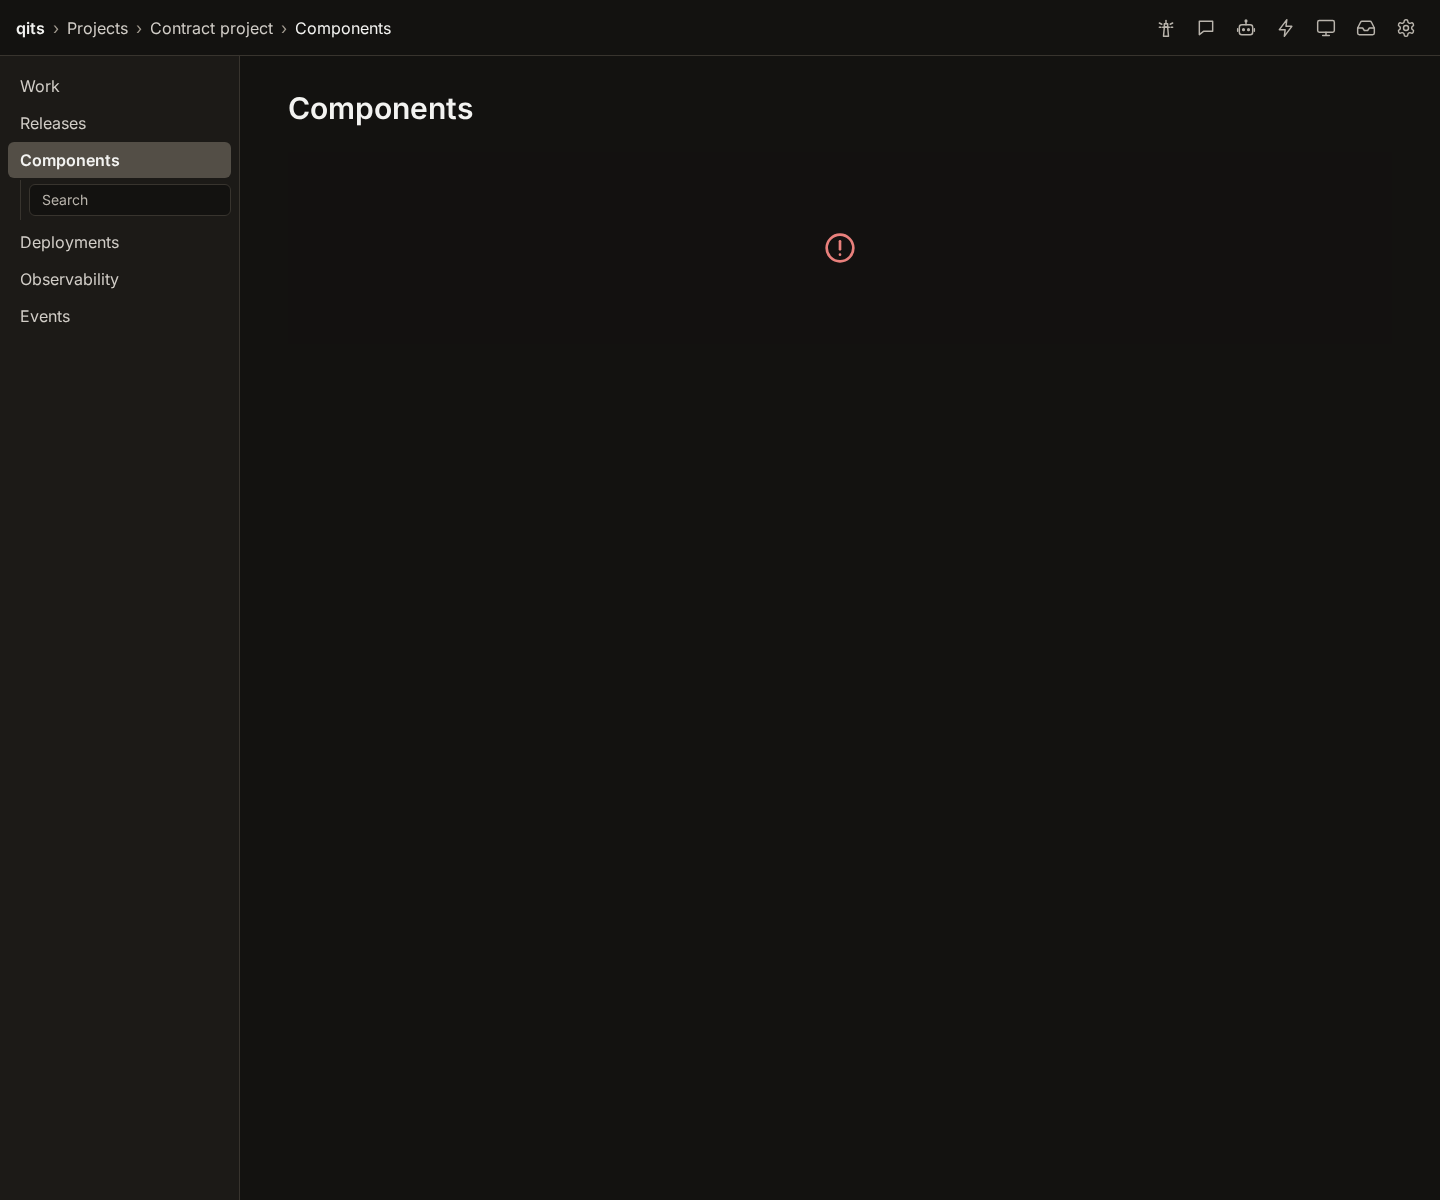 qits › Projects › Contract project › Components
Work
Releases
Components
Search
Deployments
Observability
Events
Components